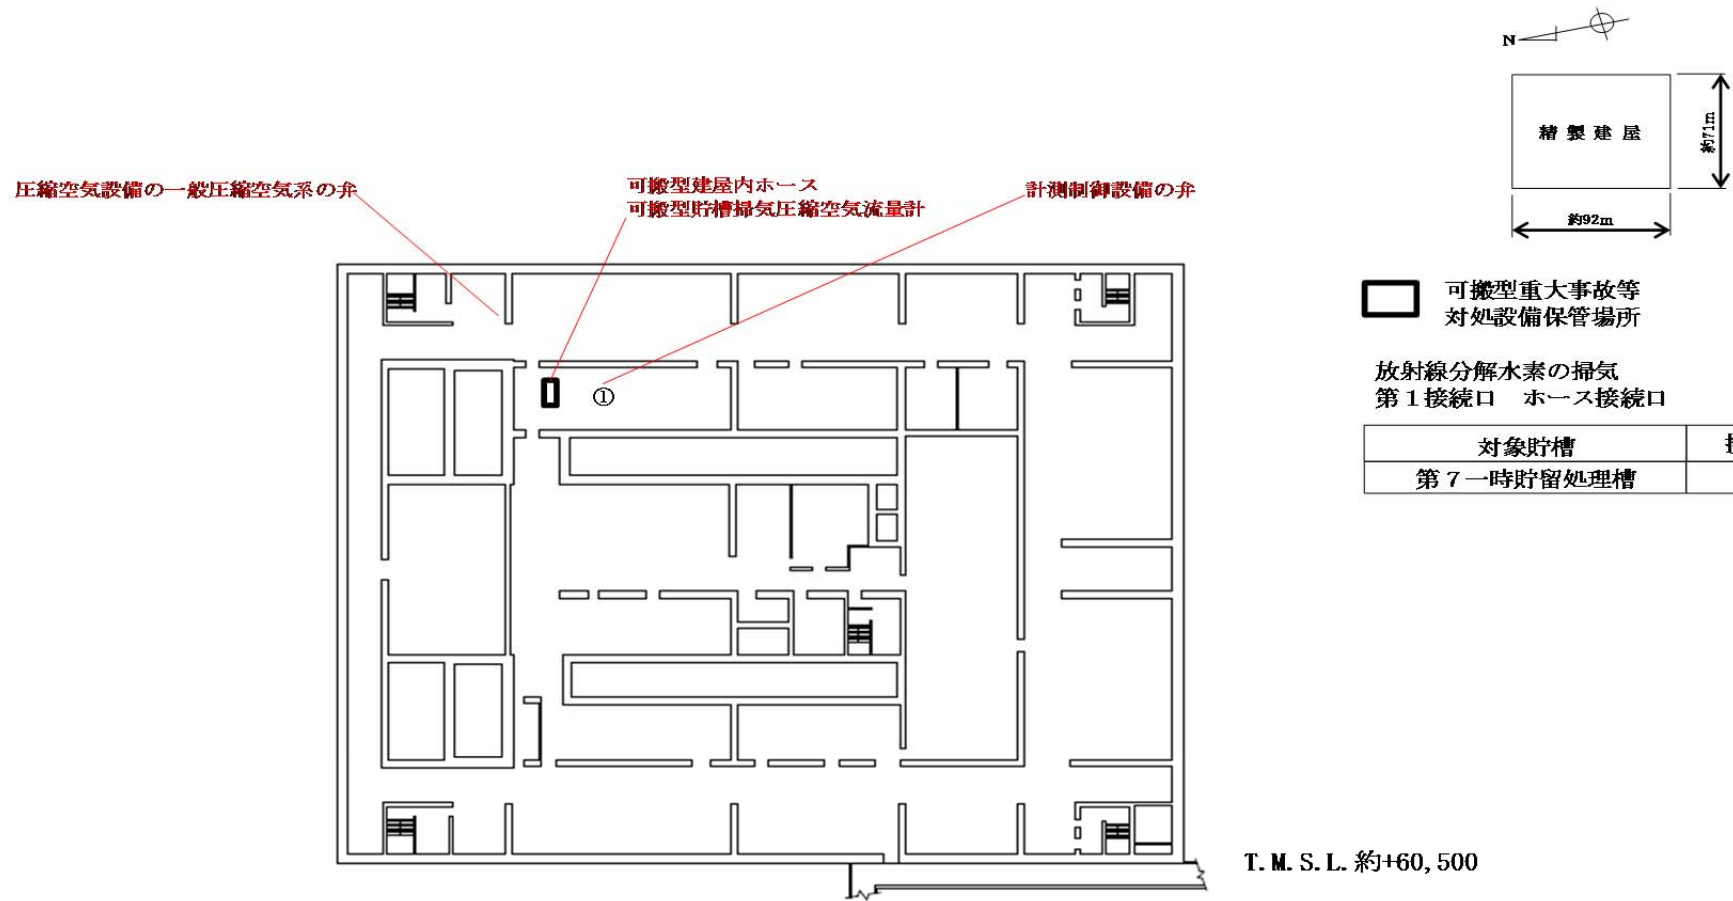 N
精製建屋
約71m
約92m
圧縮空気設備の一般圧縮空気系の弁
可搬型建屋内ホース
可搬型貯槽掃気圧縮空気流量計
計測制御設備の弁
①
可搬型重大事故等
対処設備保管場所
放射線分解水素の掃気
第1接続口 ホース接続口
対象貯槽
第7一時貯留処理槽
T.M.S.L.約+60,500